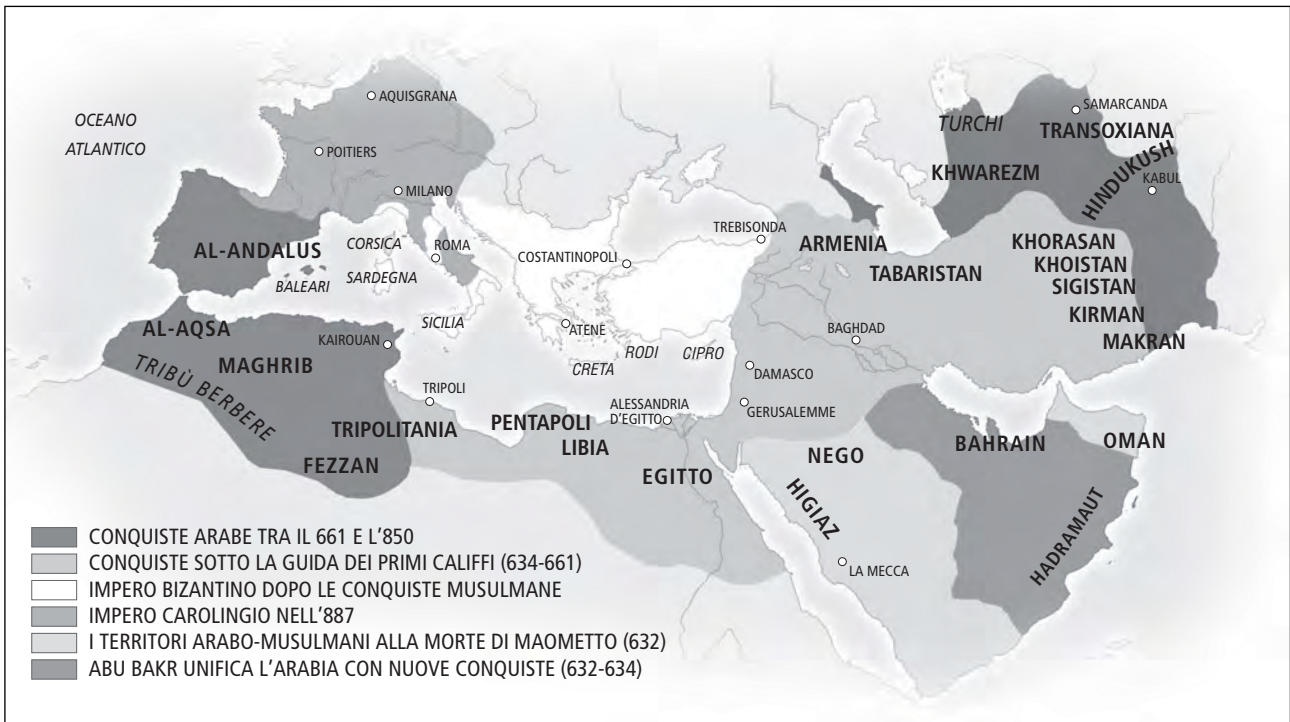 AQUISGRANA
OCEANO
ATLANTICO
POITIERS
MILANO
SAMARCANDA
TURCHI
TRANSOXIANA
KHWAREZM
HINDUKUSH
KABUL
AL-ANDALUS
CORSICA
ROMA
BALEARI
SARDEGNA
COSTANTINOPOLI
TREBISONDA
ARMENIA
TABARISTAN
KHORASAN
KHOISTAN
SIGISTAN
KIRMAN
MAKRAN
AL-AQSA
KAIROUAN
SICILIA
ATENE
RODI
CIPRO
CRETA
BAGHDAD
MAGHRIB
TRIBÙ BERBERE
TRIPOLI
DAMASCO
GERUSALEMME
ALESSANDRIA
D'EGITTO
TRIPOLITANIA
PENTAPOLI
LIBIA
FEZZAN
EGITTO
NEGO
BAHRAIN
OMAN
HIGIAZ
HADRAMAUT
LA MECCA
CONQUISTE ARABE TRA IL 661 E L'850
CONQUISTE SOTTO LA GUIDA DEI PRIMI CALIFFI (634-661)
IMPERO BIZANTINO DOPO LE CONQUISTE MUSULMANE
IMPERO CAROLINGIO NELL'887
I TERRITORI ARABO-MUSULMANI ALLA MORTE DI MAOMETTO (632)
ABU BAKR UNIFICA L'ARABIA CON NUOVE CONQUISTE (632-634)